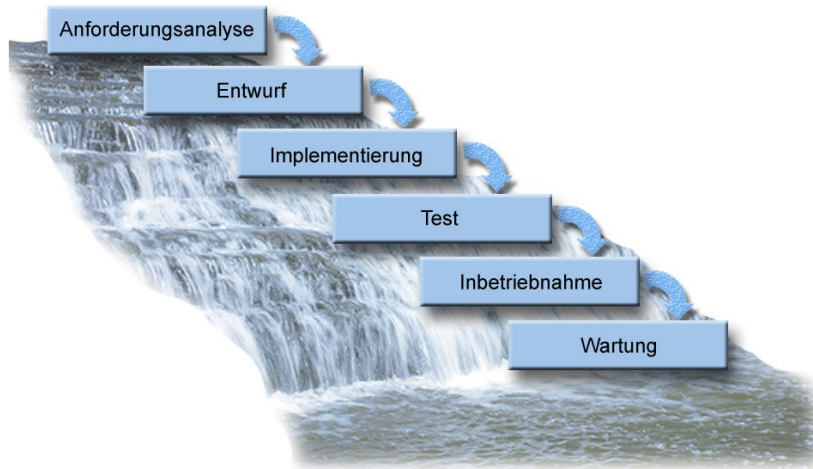 Anforderungsanalyse
Entwurf
Implementierung
Test
Inbetriebnahme
Wartung